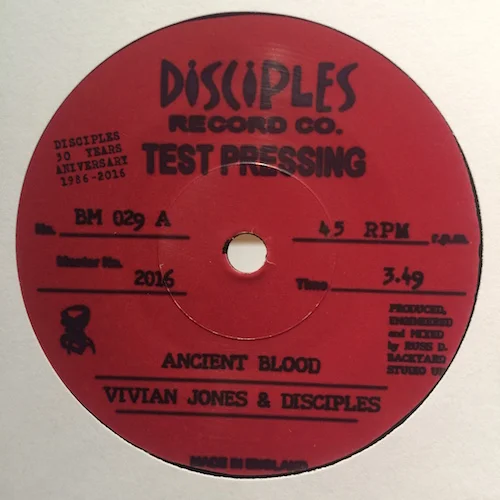 DISCIPLES
RECORD CO.
TEST PRESSING
DISCIPLES
30 YEARS
ANIVERSARY
1986-2016
No. BM 029 A
45 RPM r.p.m.
Master No. 2016
Time 3.49
PRODUCED,
ENGINEERED
and MIXED
by RUSS D.
BACKYARD
STUDIO UK
ANCIENT BLOOD
VIVIAN JONES & DISCIPLES
MADE IN ENGLAND